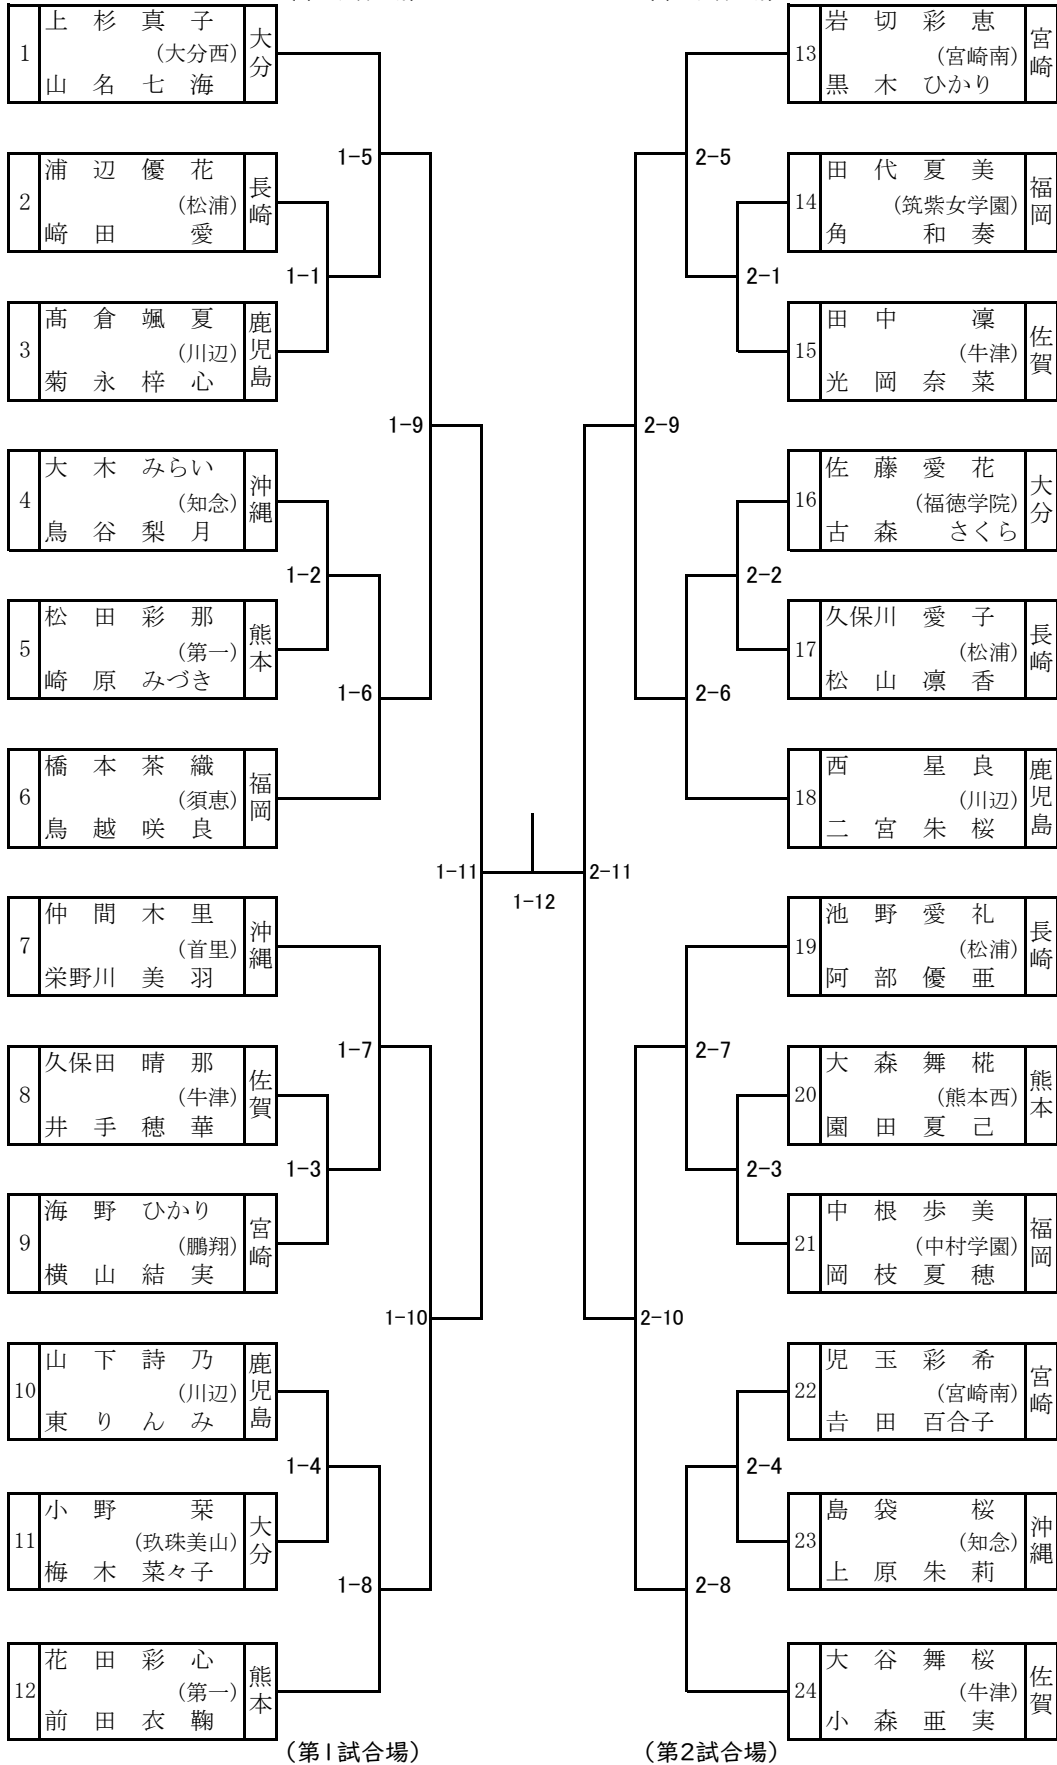 1 上杉真子 (大分西) 山名七海 大分
2 浦辺優花 (松浦) 﨑田愛 長崎
3 髙倉颯夏 (川辺) 菊永梓心 鹿児島
4 大木みらい (知念) 鳥谷梨月 沖縄
5 松田彩那 (第一) 崎原みづき 熊本
6 橋本茶織 (須恵) 鳥越咲良 福岡
7 仲間木里 (首里) 栄野川美羽 沖縄
8 久保田晴那 (牛津) 井手穂華 佐賀
9 海野ひかり (鵬翔) 横山結実 宮崎
10 山下詩乃 (川辺) 東りんみ 鹿児島
11 小野栞 (玖珠美山) 梅木菜々子 大分
12 花田彩心 (第一) 前田衣鞠 熊本
1-5
1-1
1-9
1-2
1-6
1-11
1-12
1-7
1-3
1-10
1-4
1-8
(第1試合場)
13 岩切彩恵 (宮崎南) 黒木ひかり 宮崎
14 田代夏美 (筑紫女学園) 角和奏 福岡
15 田中凜 (牛津) 光岡奈菜 佐賀
16 佐藤愛花 (福徳学院) 古森さくら 大分
17 久保川愛子 (松浦) 松山凛香 長崎
18 西星良 (川辺) 二宮朱桜 鹿児島
19 池野愛礼 (松浦) 阿部優亜 長崎
20 大森舞椛 (熊本西) 園田夏己 熊本
21 中根歩美 (中村学園) 岡枝夏穂 福岡
22 児玉彩希 (宮崎南) 𠮷田百合子 宮崎
23 島袋桜 (知念) 上原朱莉 沖縄
24 大谷舞桜 (牛津) 小森亜実 佐賀
2-5
2-1
2-9
2-2
2-6
2-11
2-7
2-3
2-10
2-4
2-8
(第2試合場)